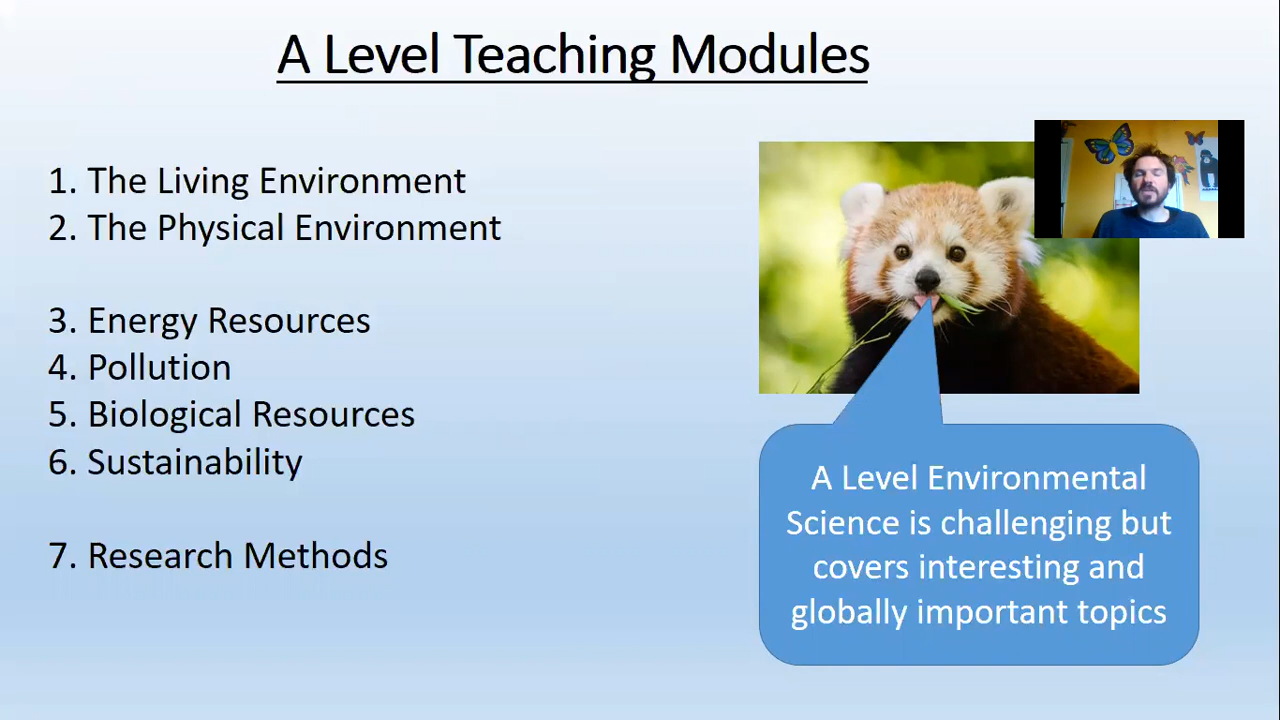 A Level Teaching Modules
1. The Living Environment
2. The Physical Environment
3. Energy Resources
4. Pollution
5. Biological Resources
6. Sustainability
7. Research Methods
A Level Environmental
Science is challenging but
covers interesting and
globally important topics